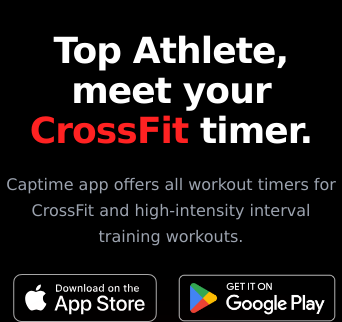 Top Athlete,
meet your
CrossFit timer.
Captime app offers all workout timers for
CrossFit and high-intensity interval
training workouts.
Download on the
App Store
GET IT ON
Google Play